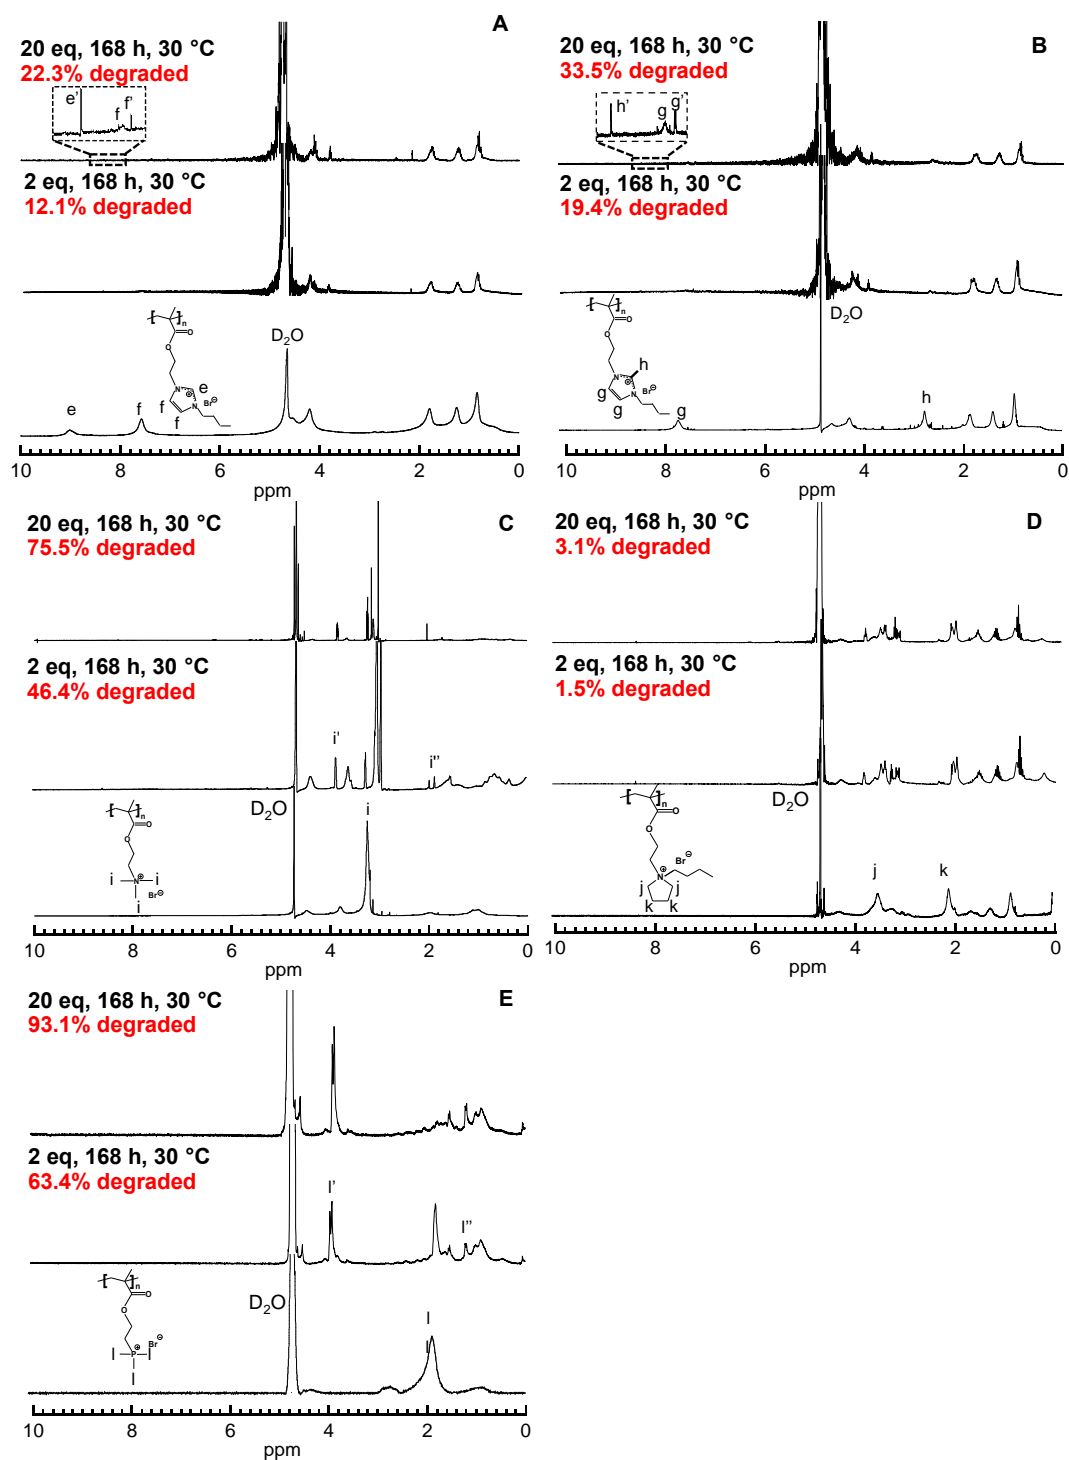 A
20 eq, 168 h, 30 °C
22.3% degraded
e'
f
f'
2 eq, 168 h, 30 °C
12.1% degraded
[ ]n
O
O
N
N
⊕
Br⊖
e
f
f
D₂O
e
f
10 8 6 4 2 0
ppm
B
20 eq, 168 h, 30 °C
33.5% degraded
h'
g
g'
2 eq, 168 h, 30 °C
19.4% degraded
[ ]n
O
O
N
N
⊕
Br⊖
h
g
g
D₂O
g
h
10 8 6 4 2 0
ppm
C
20 eq, 168 h, 30 °C
75.5% degraded
2 eq, 168 h, 30 °C
46.4% degraded
i'
i''
[ ]n
O
O
N⊕
Br⊖
i
i
i
D₂O
i
10 8 6 4 2 0
ppm
D
20 eq, 168 h, 30 °C
3.1% degraded
2 eq, 168 h, 30 °C
1.5% degraded
[ ]n
O
O
N⊕
Br⊖
j
j
k
k
D₂O
j
k
10 8 6 4 2 0
ppm
E
20 eq, 168 h, 30 °C
93.1% degraded
2 eq, 168 h, 30 °C
63.4% degraded
l'
l''
[ ]n
O
O
P⊕
Br⊖
l
l
l
D₂O
l
l
10 8 6 4 2 0
ppm